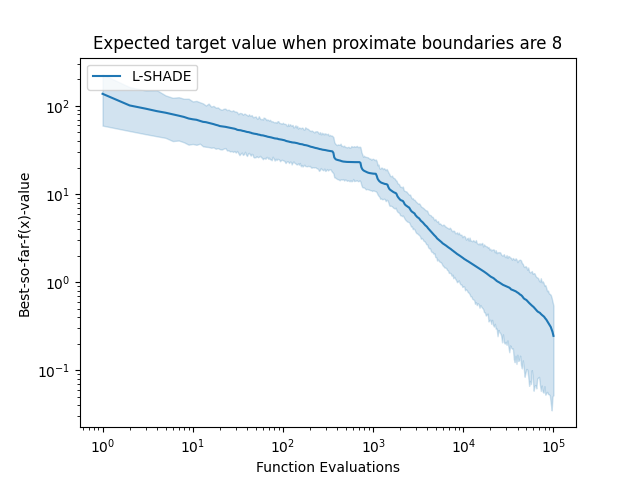 Expected target value when proximate boundaries are 8
L-SHADE
Best-so-far-f(x)-value
10²
10¹
10⁰
10⁻¹
10⁰ 10¹ 10² 10³ 10⁴ 10⁵
Function Evaluations